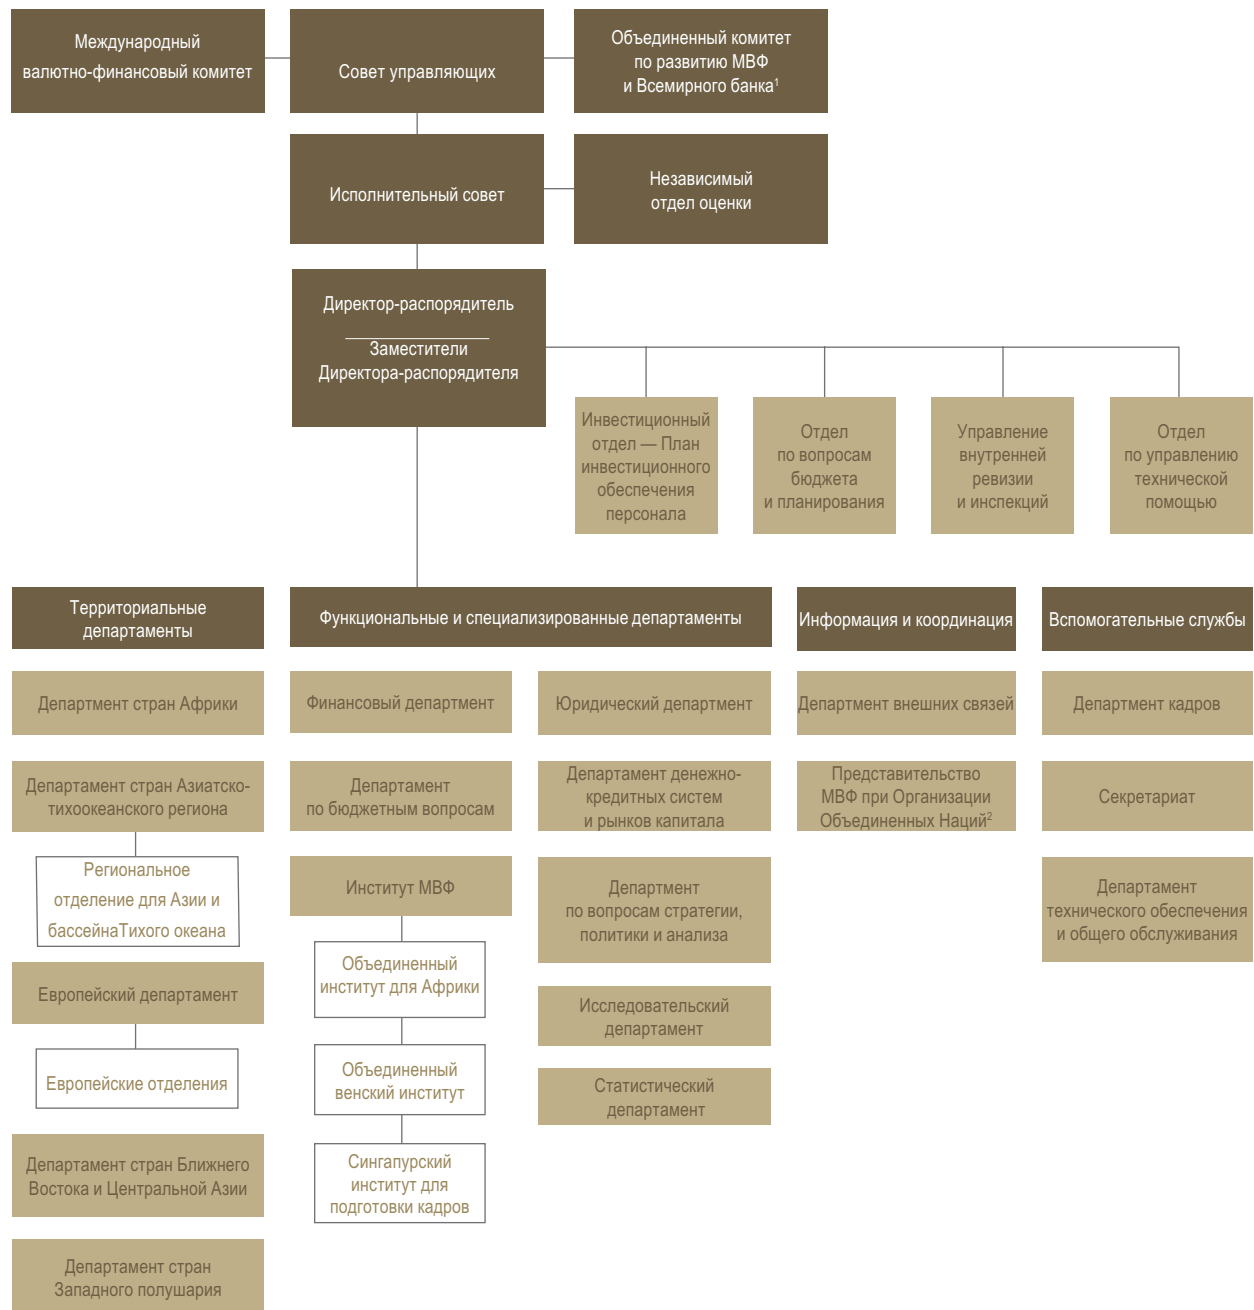 Международный
валютно-финансовый комитет
Совет управляющих
Объединенный комитет
по развитию МВФ
и Всемирного банка¹
Исполнительный совет
Независимый
отдел оценки
Директор-распорядитель
Заместители
Директора-распорядителя
Инвестиционный
отдел — План
инвестиционного
обеспечения
персонала
Отдел
по вопросам
бюджета
и планирования
Управление
внутренней
ревизии
и инспекций
Отдел
по управлению
технической
помощью
Территориальные
департаменты
Функциональные и специализированные департаменты
Информация и координация
Вспомогательные службы
Департмент стран Африки
Департамент стран Азиатско-
тихоокеанского региона
Региональное
отделение для Азии и
бассейнаТихого океана
Европейский департамент
Европейские отделения
Департамент стран Ближнего
Востока и Центральной Азии
Департамент стран
Западного полушария
Финансовый департмент
Департамент
по бюджетным вопросам
Институт МВФ
Объединенный
институт для Африки
Объединенный
венский институт
Сингапурский
институт для
подготовки кадров
Юридический департмент
Департамент денежно-
кредитных систем
и рынков капитала
Департмент
по вопросам стратегии,
политики и анализа
Исследовательский
департамент
Статистический
департамент
Департмент внешних связей
Представительство
МВФ при Организации
Объединенных Наций²
Департмент кадров
Секретариат
Департамент
технического обеспечения
и общего обслуживания